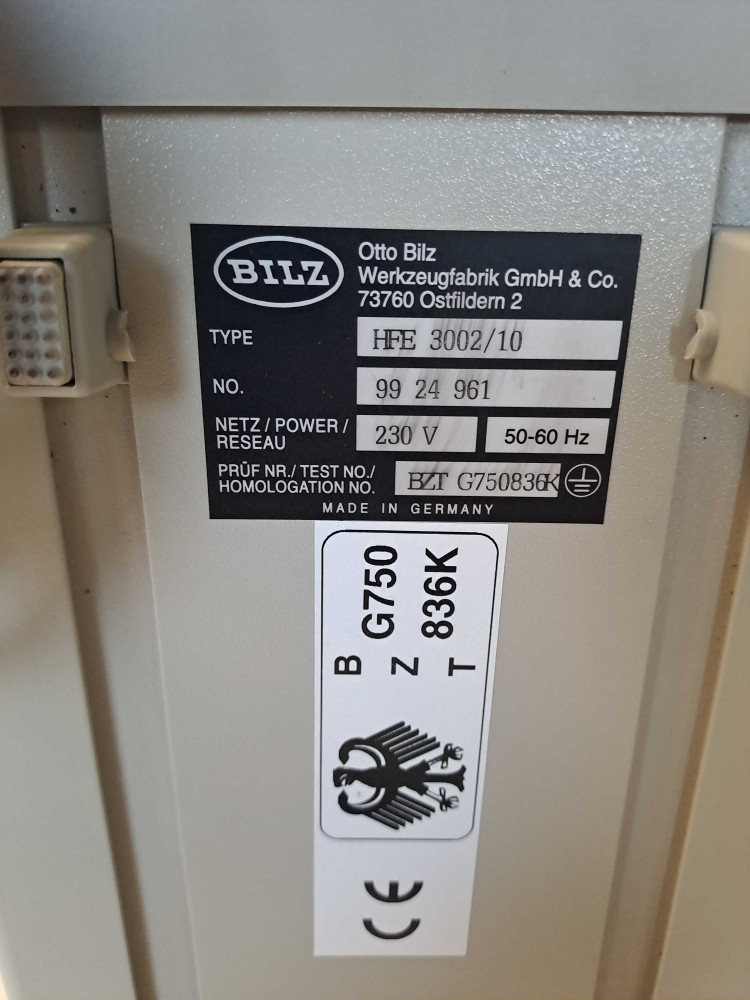 BILZ
Otto Bilz
Werkzeugfabrik GmbH & Co.
73760 Ostfildern 2
TYPE HFE 3002/10
NO. 99 24 961
NETZ / POWER /
RESEAU
230 V 50-60 Hz
PRÜF NR./ TEST NO./
HOMOLOGATION NO.
BZT G750836K
MADE IN GERMANY
B
Z
T
G750
836K
CE